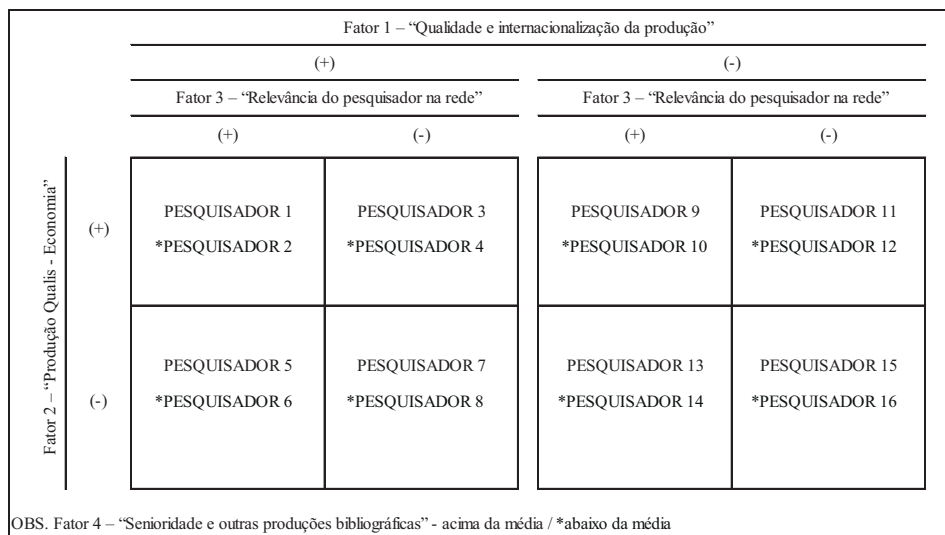 Fator 1 – “Qualidade e internacionalização da produção”
(+) (-)
Fator 3 – “Relevância do pesquisador na rede” Fator 3 – “Relevância do pesquisador na rede”
(+) (-) (+) (-)
Fator 2 – “Produção Qualis - Economia”
(+)
PESQUISADOR 1 PESQUISADOR 3 PESQUISADOR 9 PESQUISADOR 11
*PESQUISADOR 2 *PESQUISADOR 4 *PESQUISADOR 10 *PESQUISADOR 12
(-)
PESQUISADOR 5 PESQUISADOR 7 PESQUISADOR 13 PESQUISADOR 15
*PESQUISADOR 6 *PESQUISADOR 8 *PESQUISADOR 14 *PESQUISADOR 16
OBS. Fator 4 – “Senioridade e outras produções bibliográficas” - acima da média / *abaixo da média